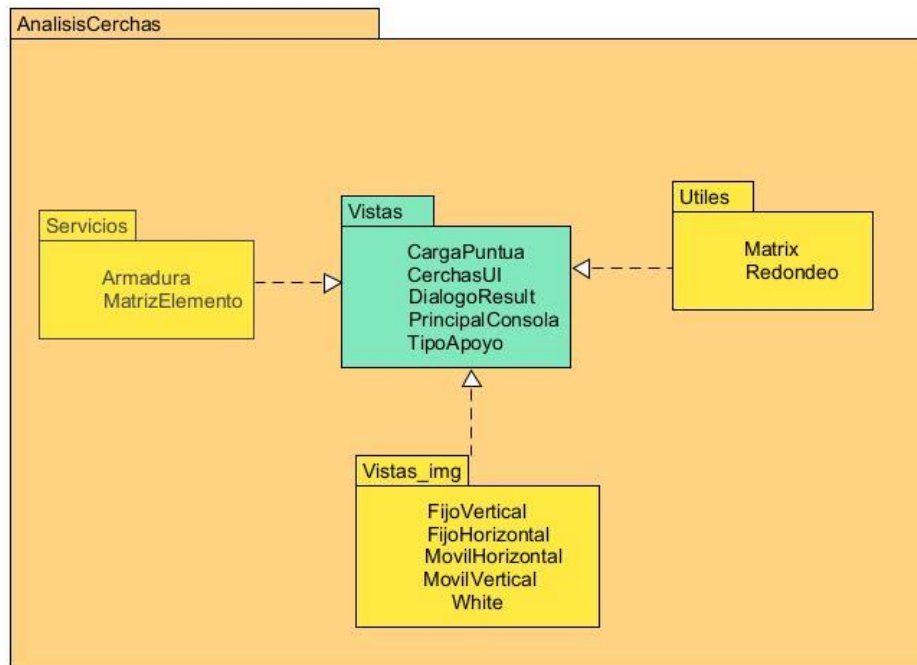 AnalisisCerchas
Servicios
Armadura
MatrizElemento
Vistas
CargaPuntua
CerchasUI
DialogoResult
PrincipalConsola
TipoApoyo
Utiles
Matrix
Redondeo
Vistas_img
FijoVertical
FijoHorizontal
MovilHorizontal
MovilVertical
White